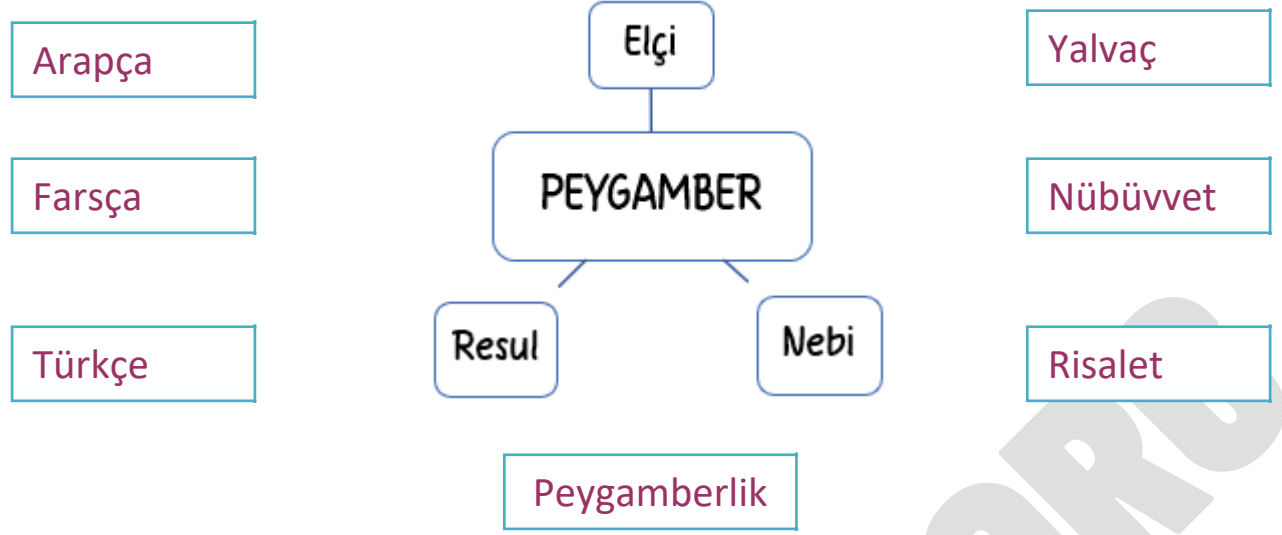 Arapça
Elçi
Yalvaç
Farsça
PEYGAMBER
Nübüvvet
Türkçe
Resul
Nebi
Risalet
Peygamberlik